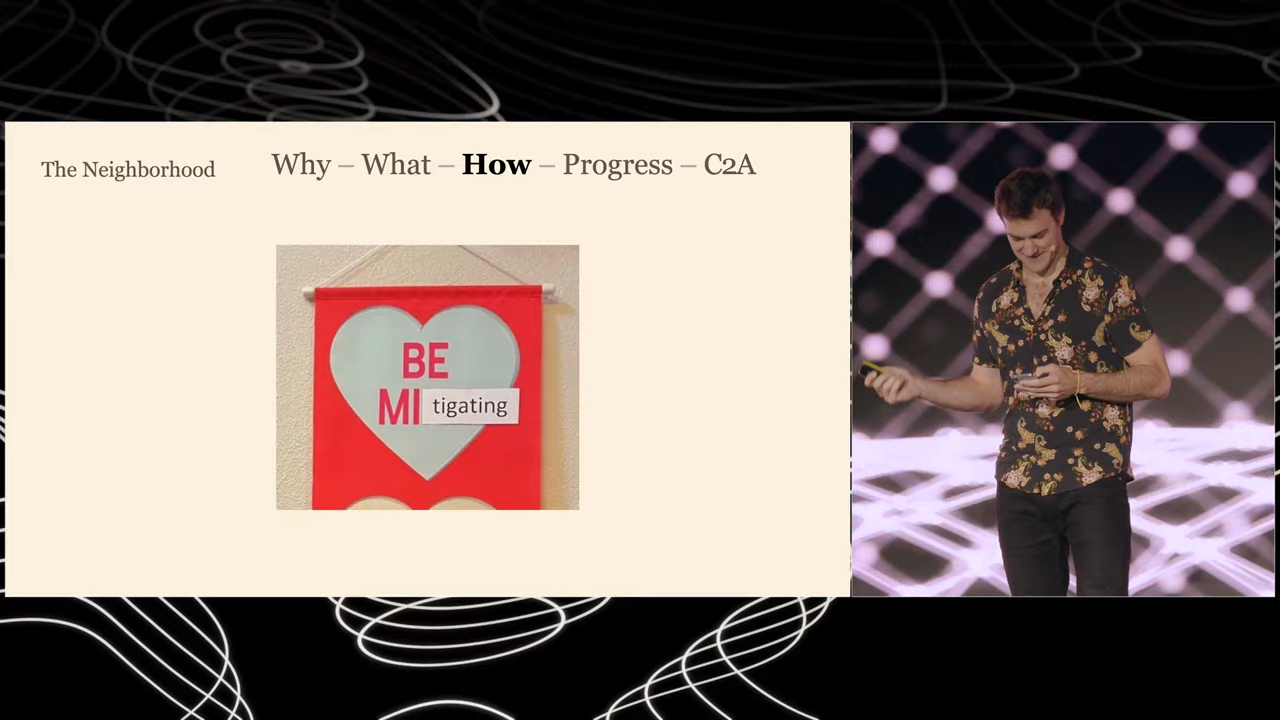 The Neighborhood
Why – What – How – Progress – C2A
BE
MI tigating